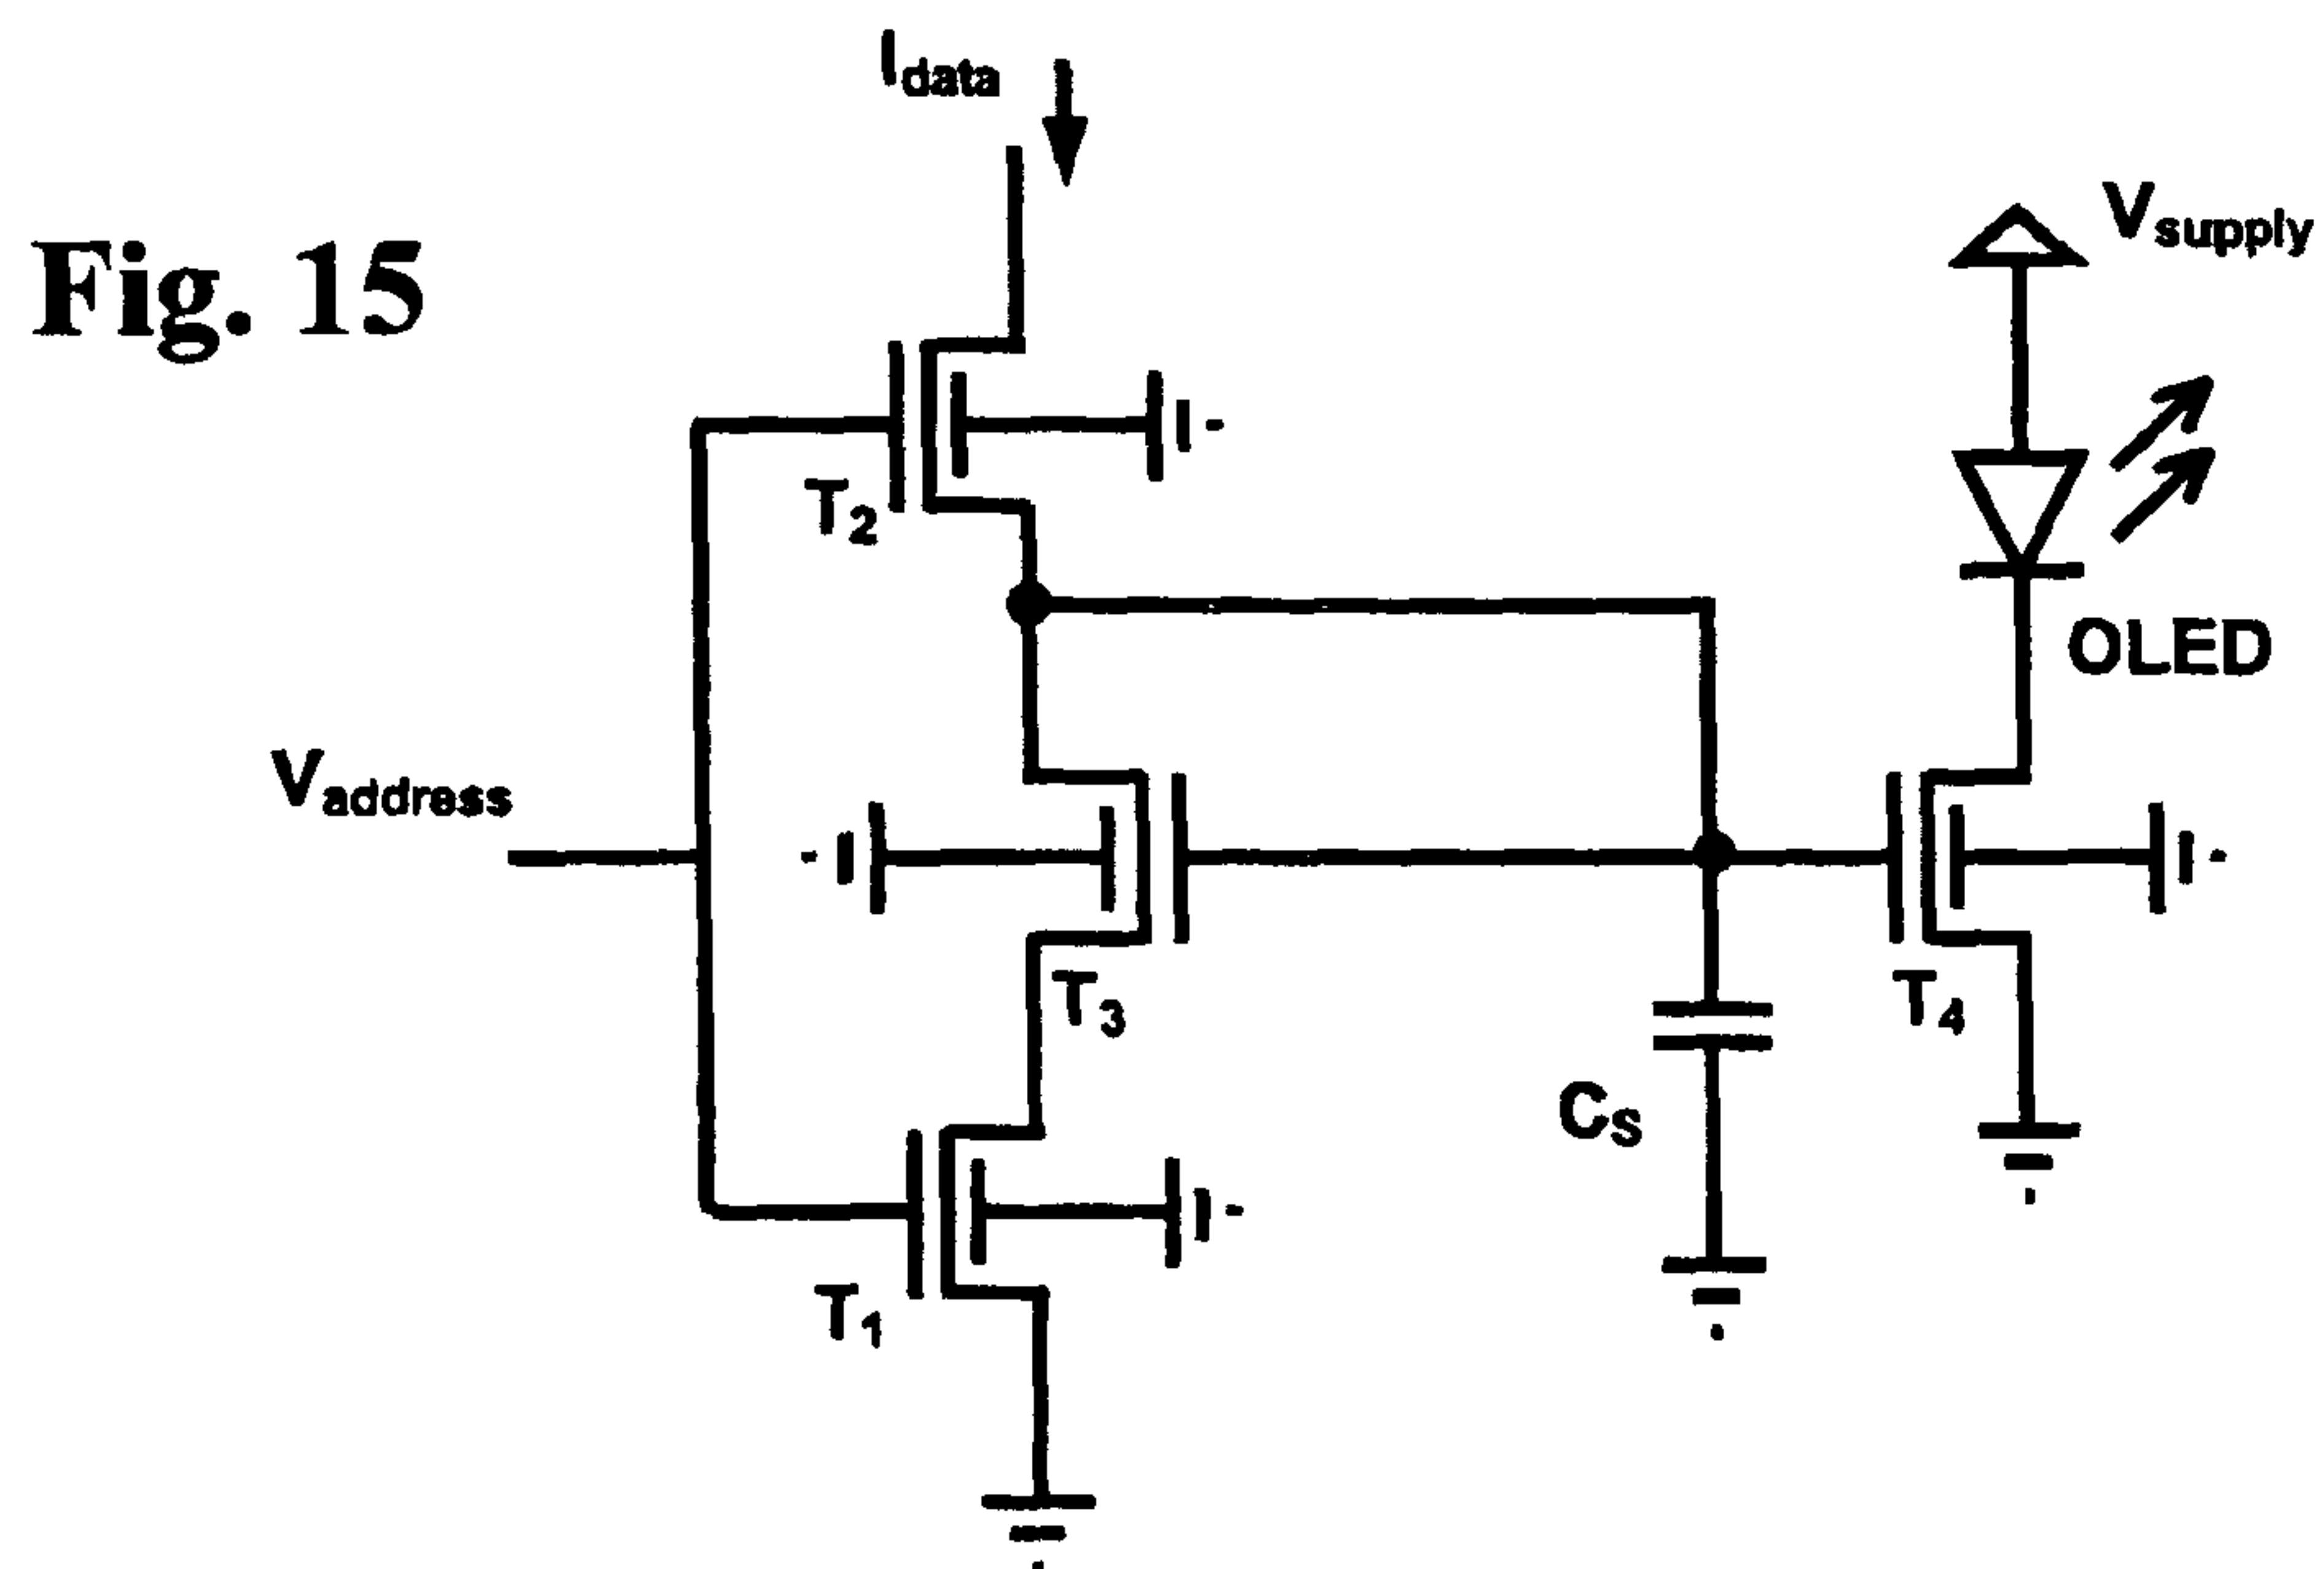 Idata
Vsupply
Fig. 15
T2
OLED
Vaddress
T3
T4
Cs
T1